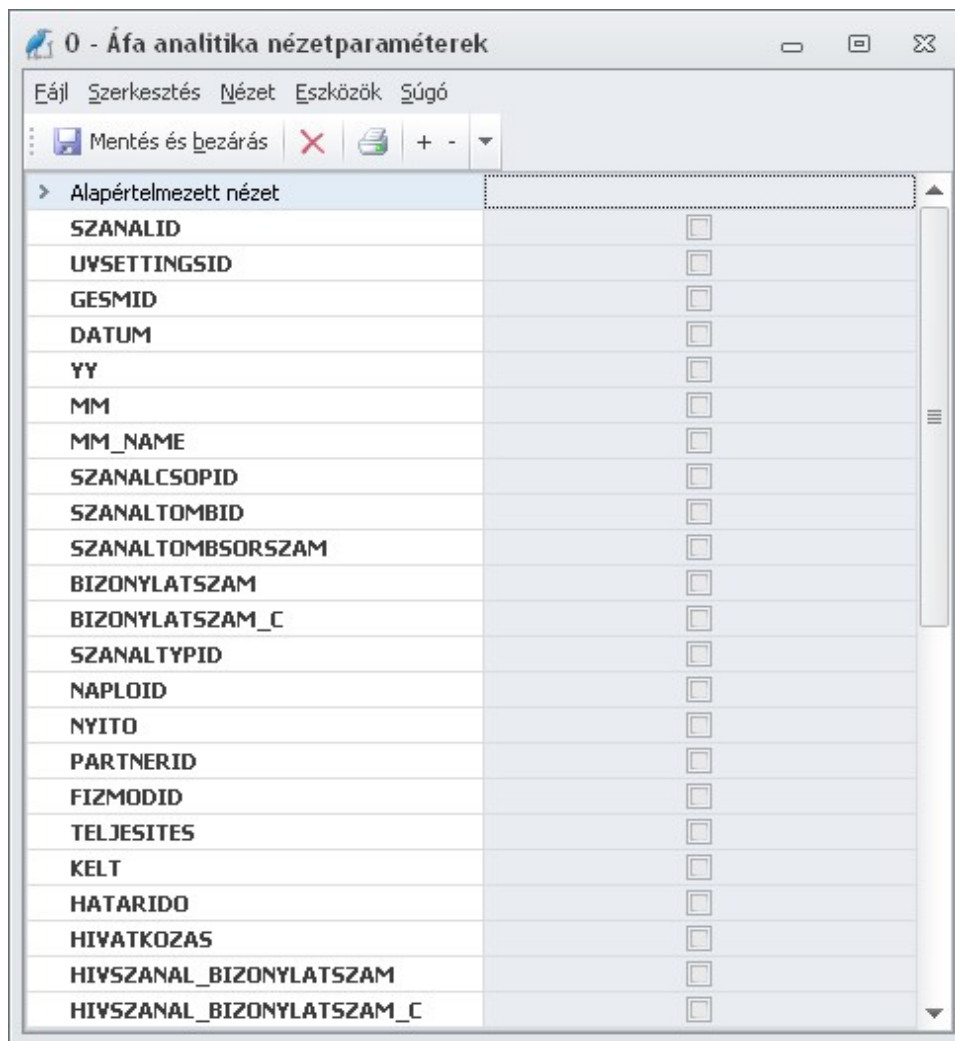 0 - Áfa analitika nézetparaméterek
Fájl Szerkesztés Nézet Eszközök Súgó
Mentés és bezárás + -
Alapértelmezett nézet
SZANALID
UVSETTINGSID
GESMID
DATUM
YY
MM
MM_NAME
SZANALCSOPID
SZANALTOMBID
SZANALTOMBSORSZAM
BIZONYLATSZAM
BIZONYLATSZAM_C
SZANALTYPID
NAPLOID
NYITO
PARTNERID
FIZMODID
TELJESITES
KELT
HATARIDO
HIVATKOZAS
HIVSZANAL_BIZONYLATSZAM
HIVSZANAL_BIZONYLATSZAM_C